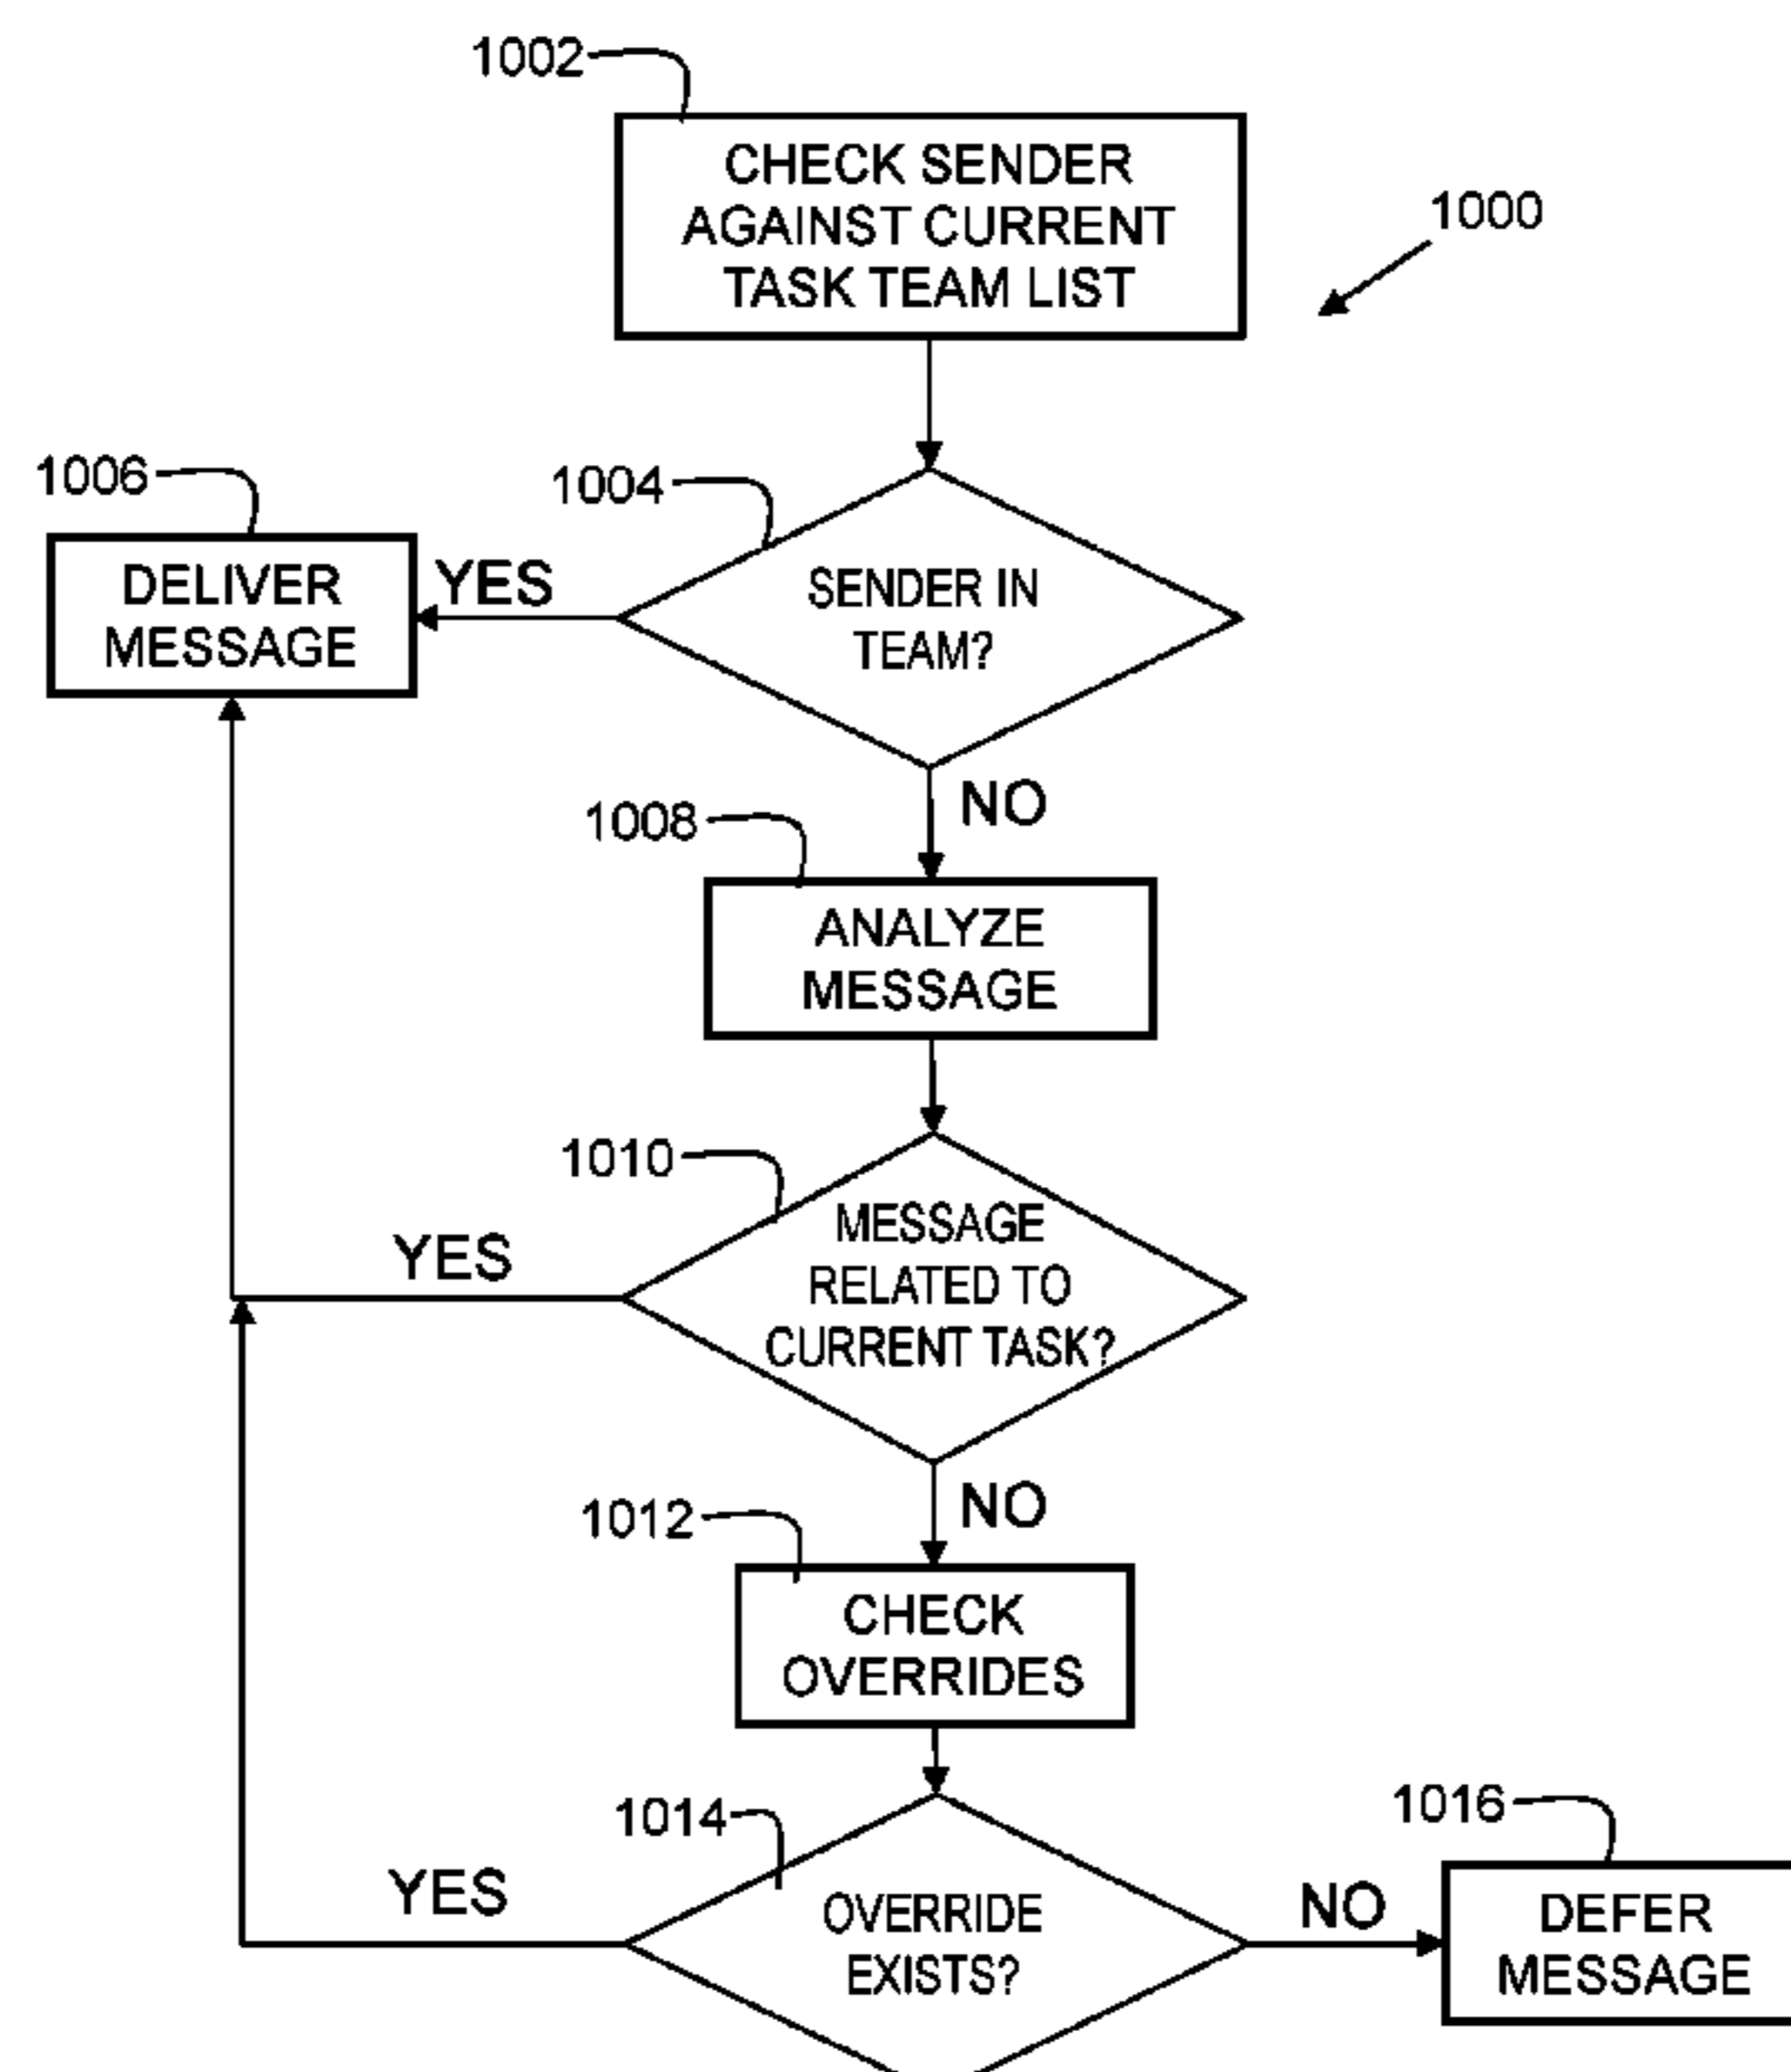 1002
CHECK SENDER
AGAINST CURRENT
TASK TEAM LIST
1000
1006
DELIVER
MESSAGE
YES
1004
SENDER IN
TEAM?
NO
1008
ANALYZE
MESSAGE
1010
MESSAGE
RELATED TO
CURRENT TASK?
YES
NO
1012
CHECK
OVERRIDES
1014
OVERRIDE
EXISTS?
YES
NO
1016
DEFER
MESSAGE